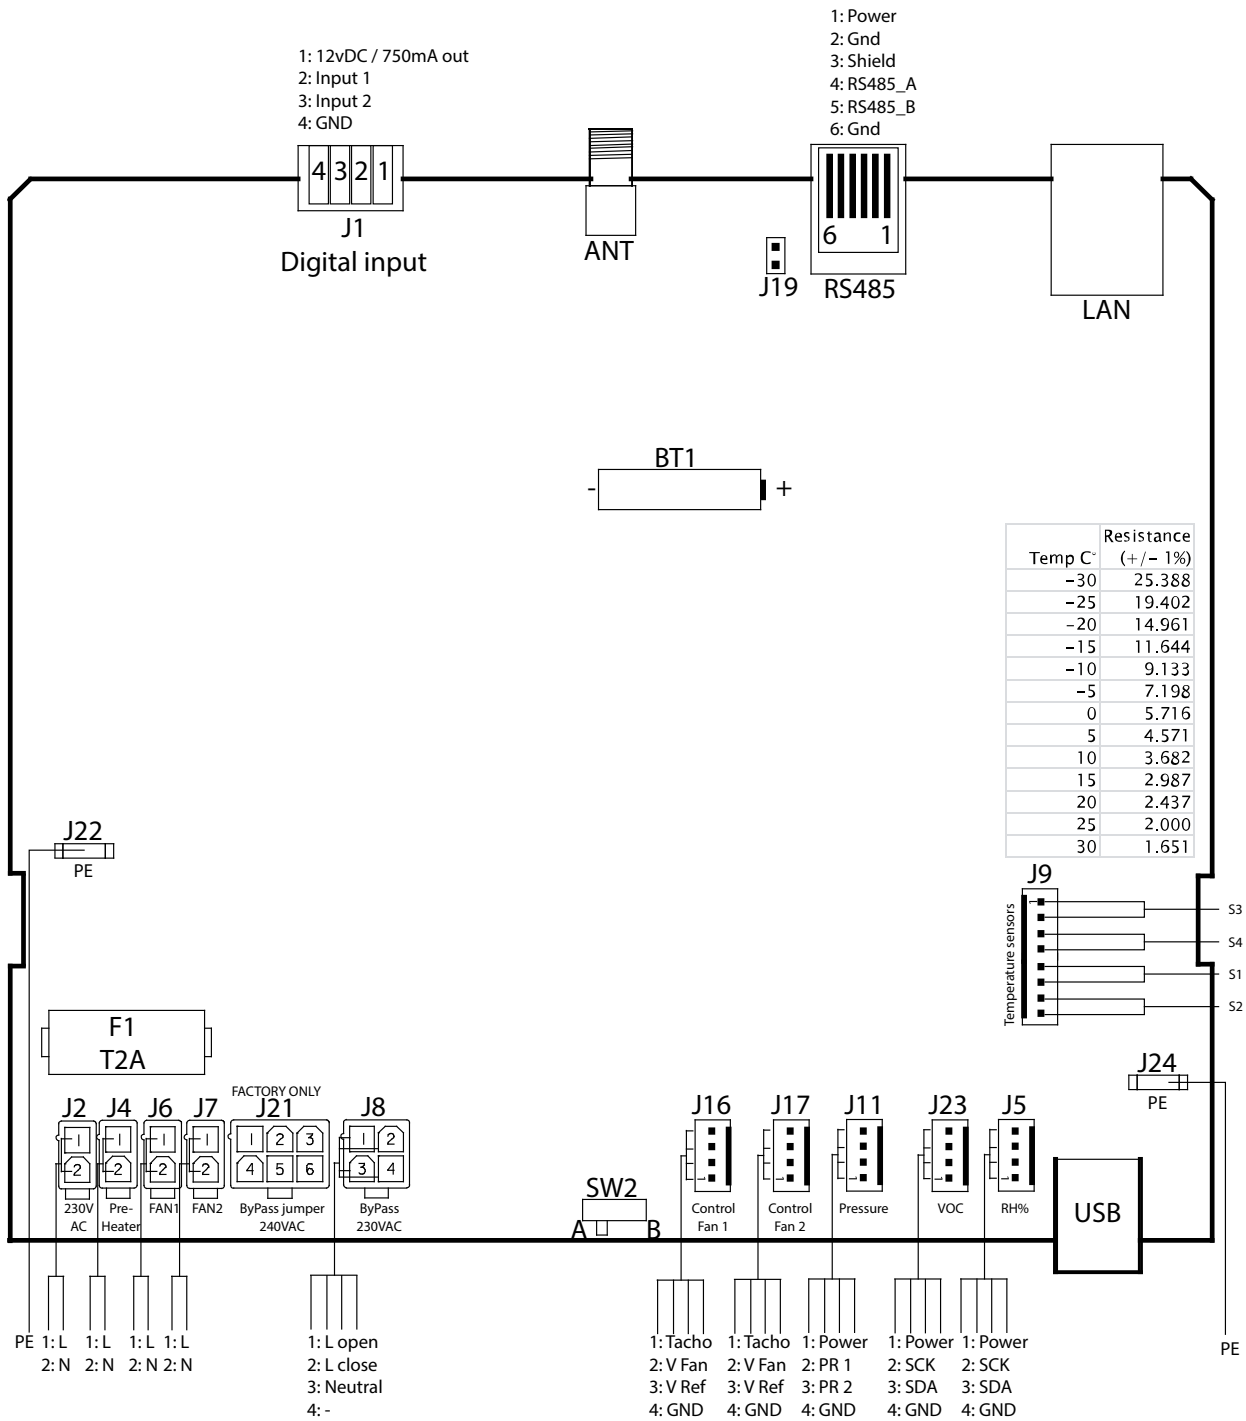 1: 12vDC / 750mA out
2: Input 1
3: Input 2
4: GND
1: Power
2: Gnd
3: Shield
4: RS485_A
5: RS485_B
6: Gnd
4 3 2 1
J1
Digital input
ANT
J19
6 1
RS485
LAN
BT1
- +
Temp C° Resistance (+/− 1%)
−30 25.388
−25 19.402
−20 14.961
−15 11.644
−10 9.133
−5 7.198
0 5.716
5 4.571
10 3.682
15 2.987
20 2.437
25 2.000
30 1.651
J22
PE
J9
1
Temperature sensors
S3
S4
S1
S2
F1
T2A
J24
PE
J2
1
2
230V
AC
J4
1
2
Pre-
Heater
J6
1
2
FAN1
J7
1
2
FAN2
FACTORY ONLY
J21
1 2 3
4 5 6
ByPass jumper
240VAC
J8
1 2
3 4
ByPass
230VAC
SW2
A B
J16
1
Control
Fan 1
J17
1
Control
Fan 2
J11
1
Pressure
J23
1
VOC
J5
1
RH%
USB
PE
1: L
2: N
1: L
2: N
1: L
2: N
1: L
2: N
1: L open
2: L close
3: Neutral
4: -
1: Tacho
2: V Fan
3: V Ref
4: GND
1: Tacho
2: V Fan
3: V Ref
4: GND
1: Power
2: PR 1
3: PR 2
4: GND
1: Power
2: SCK
3: SDA
4: GND
1: Power
2: SCK
3: SDA
4: GND
PE